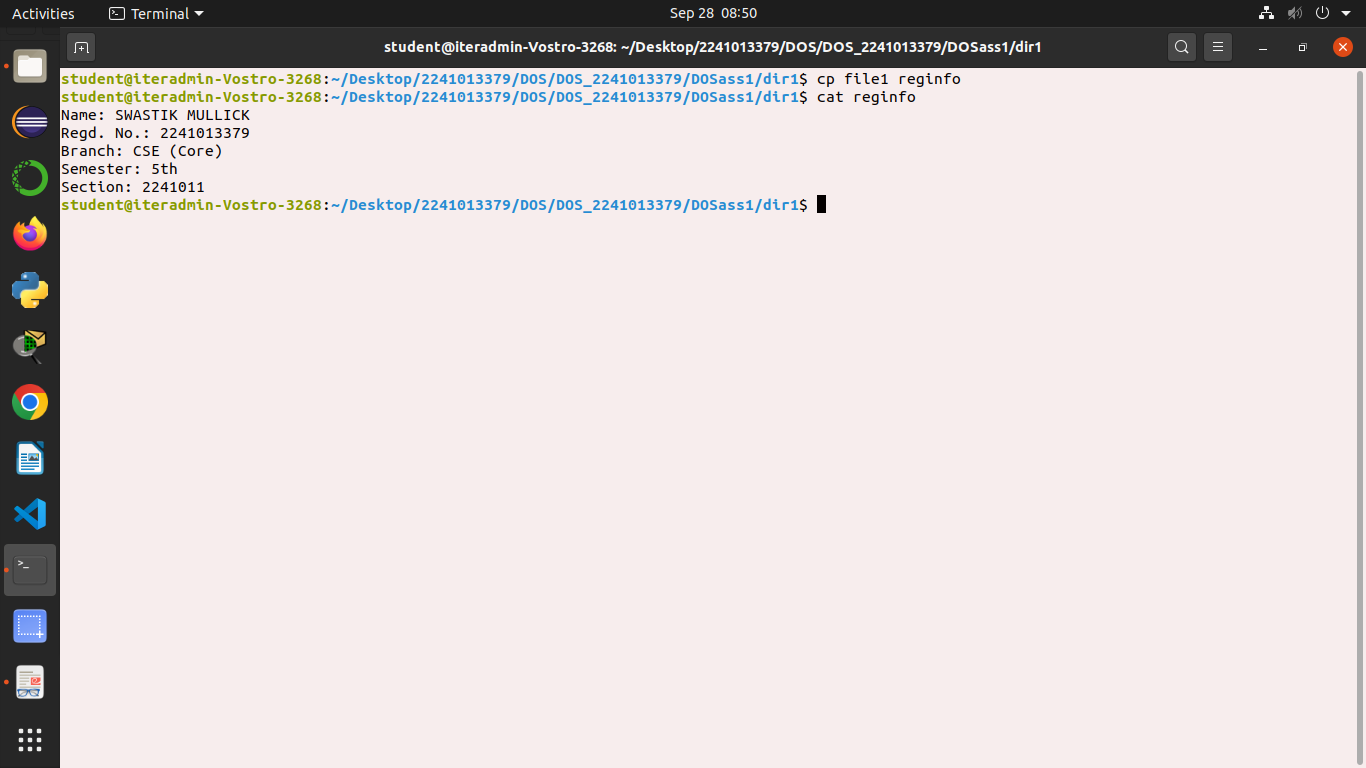 Activities Terminal Sep 28 08:50
student@iteradmin-Vostro-3268: ~/Desktop/2241013379/DOS/DOS_2241013379/DOSass1/dir1
student@iteradmin-Vostro-3268:~/Desktop/2241013379/DOS/DOS_2241013379/DOSass1/dir1$ cp file1 reginfo
student@iteradmin-Vostro-3268:~/Desktop/2241013379/DOS/DOS_2241013379/DOSass1/dir1$ cat reginfo
Name: SWASTIK MULLICK
Regd. No.: 2241013379
Branch: CSE (Core)
Semester: 5th
Section: 2241011
student@iteradmin-Vostro-3268:~/Desktop/2241013379/DOS/DOS_2241013379/DOSass1/dir1$